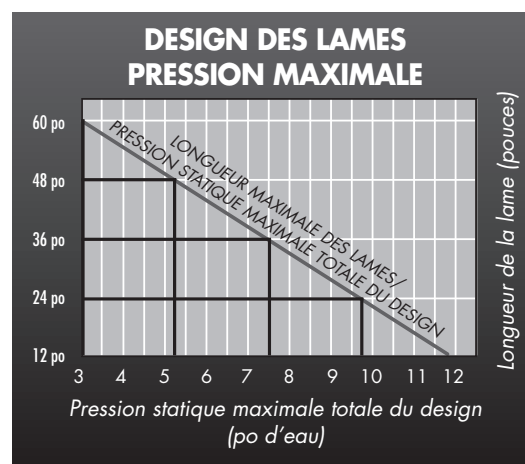 DESIGN DES LAMES
PRESSION MAXIMALE
60 po
48 po
36 po
24 po
12 po
LONGUEUR MAXIMALE DES LAMES/
PRESSION STATIQUE MAXIMALE TOTALE DU DESIGN
Longueur de la lame (pouces)
3 4 5 6 7 8 9 10 11 12
Pression statique maximale totale du design
(po d'eau)